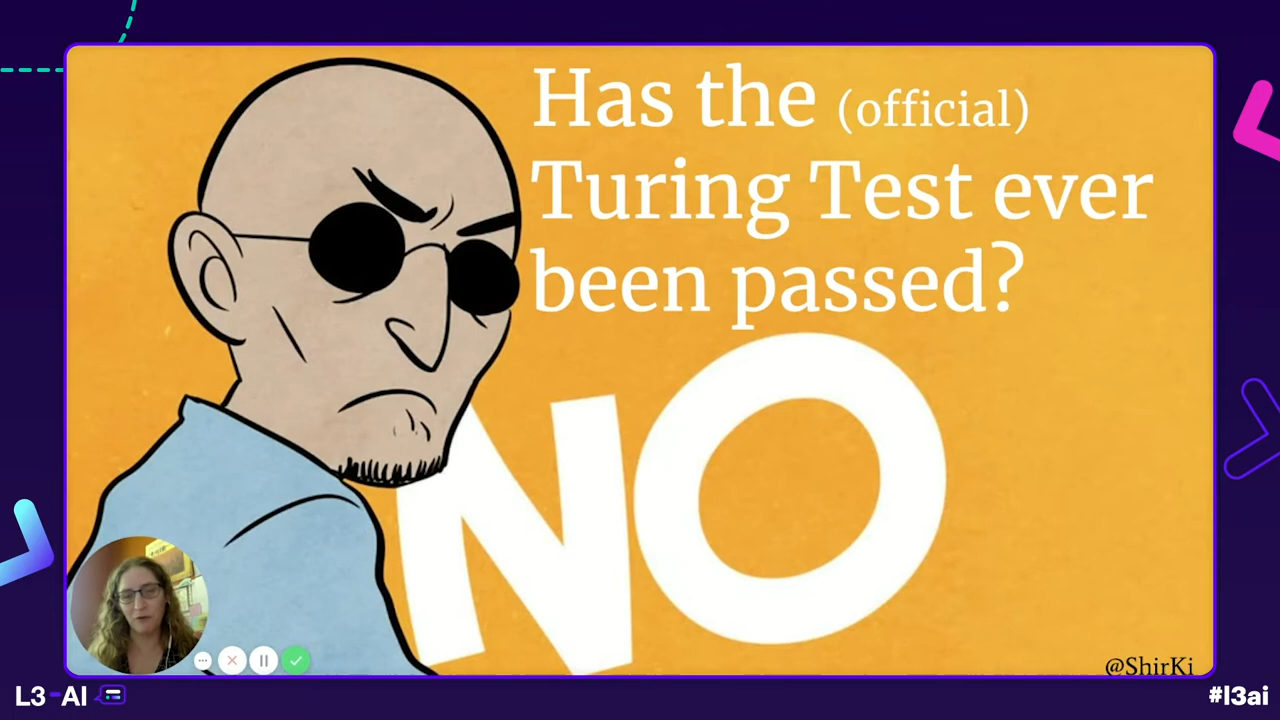 Has the (official)
Turing Test ever
been passed?
NO
@ShirKi
L3-AI
#l3ai